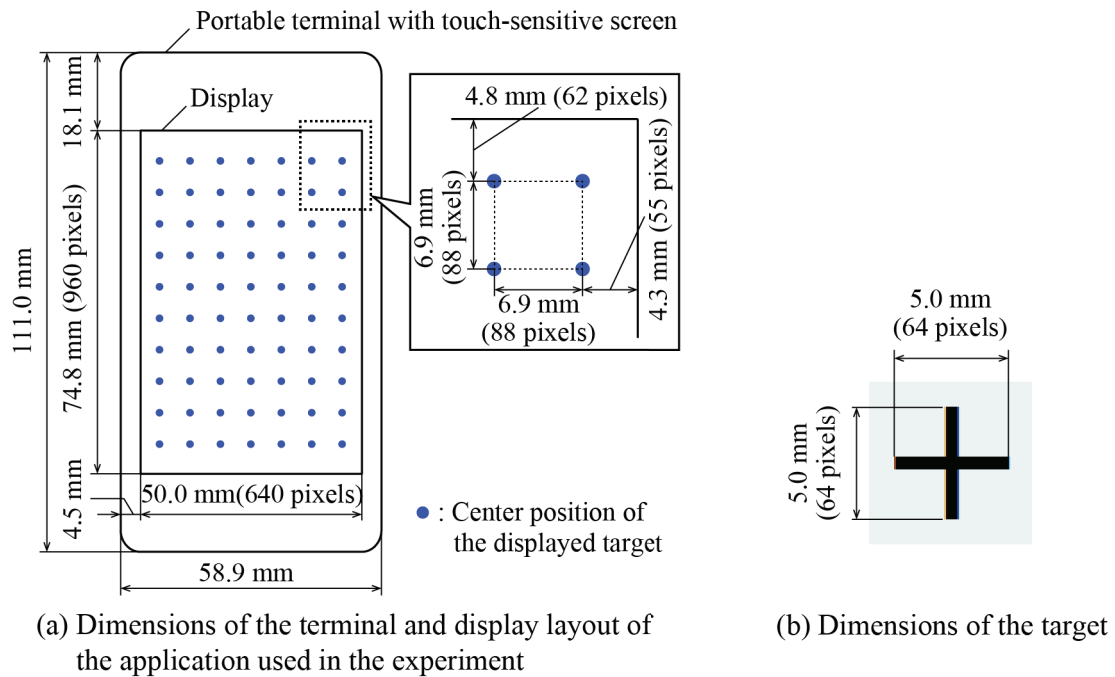 Portable terminal with touch-sensitive screen
18.1 mm
Display
4.8 mm (62 pixels)
6.9 mm
(88 pixels)
4.3 mm (55 pixels)
6.9 mm
(88 pixels)
111.0 mm
74.8 mm (960 pixels)
4.5 mm
50.0 mm(640 pixels)
58.9 mm
: Center position of
the displayed target
5.0 mm
(64 pixels)
5.0 mm
(64 pixels)
(a) Dimensions of the terminal and display layout of
the application used in the experiment
(b) Dimensions of the target